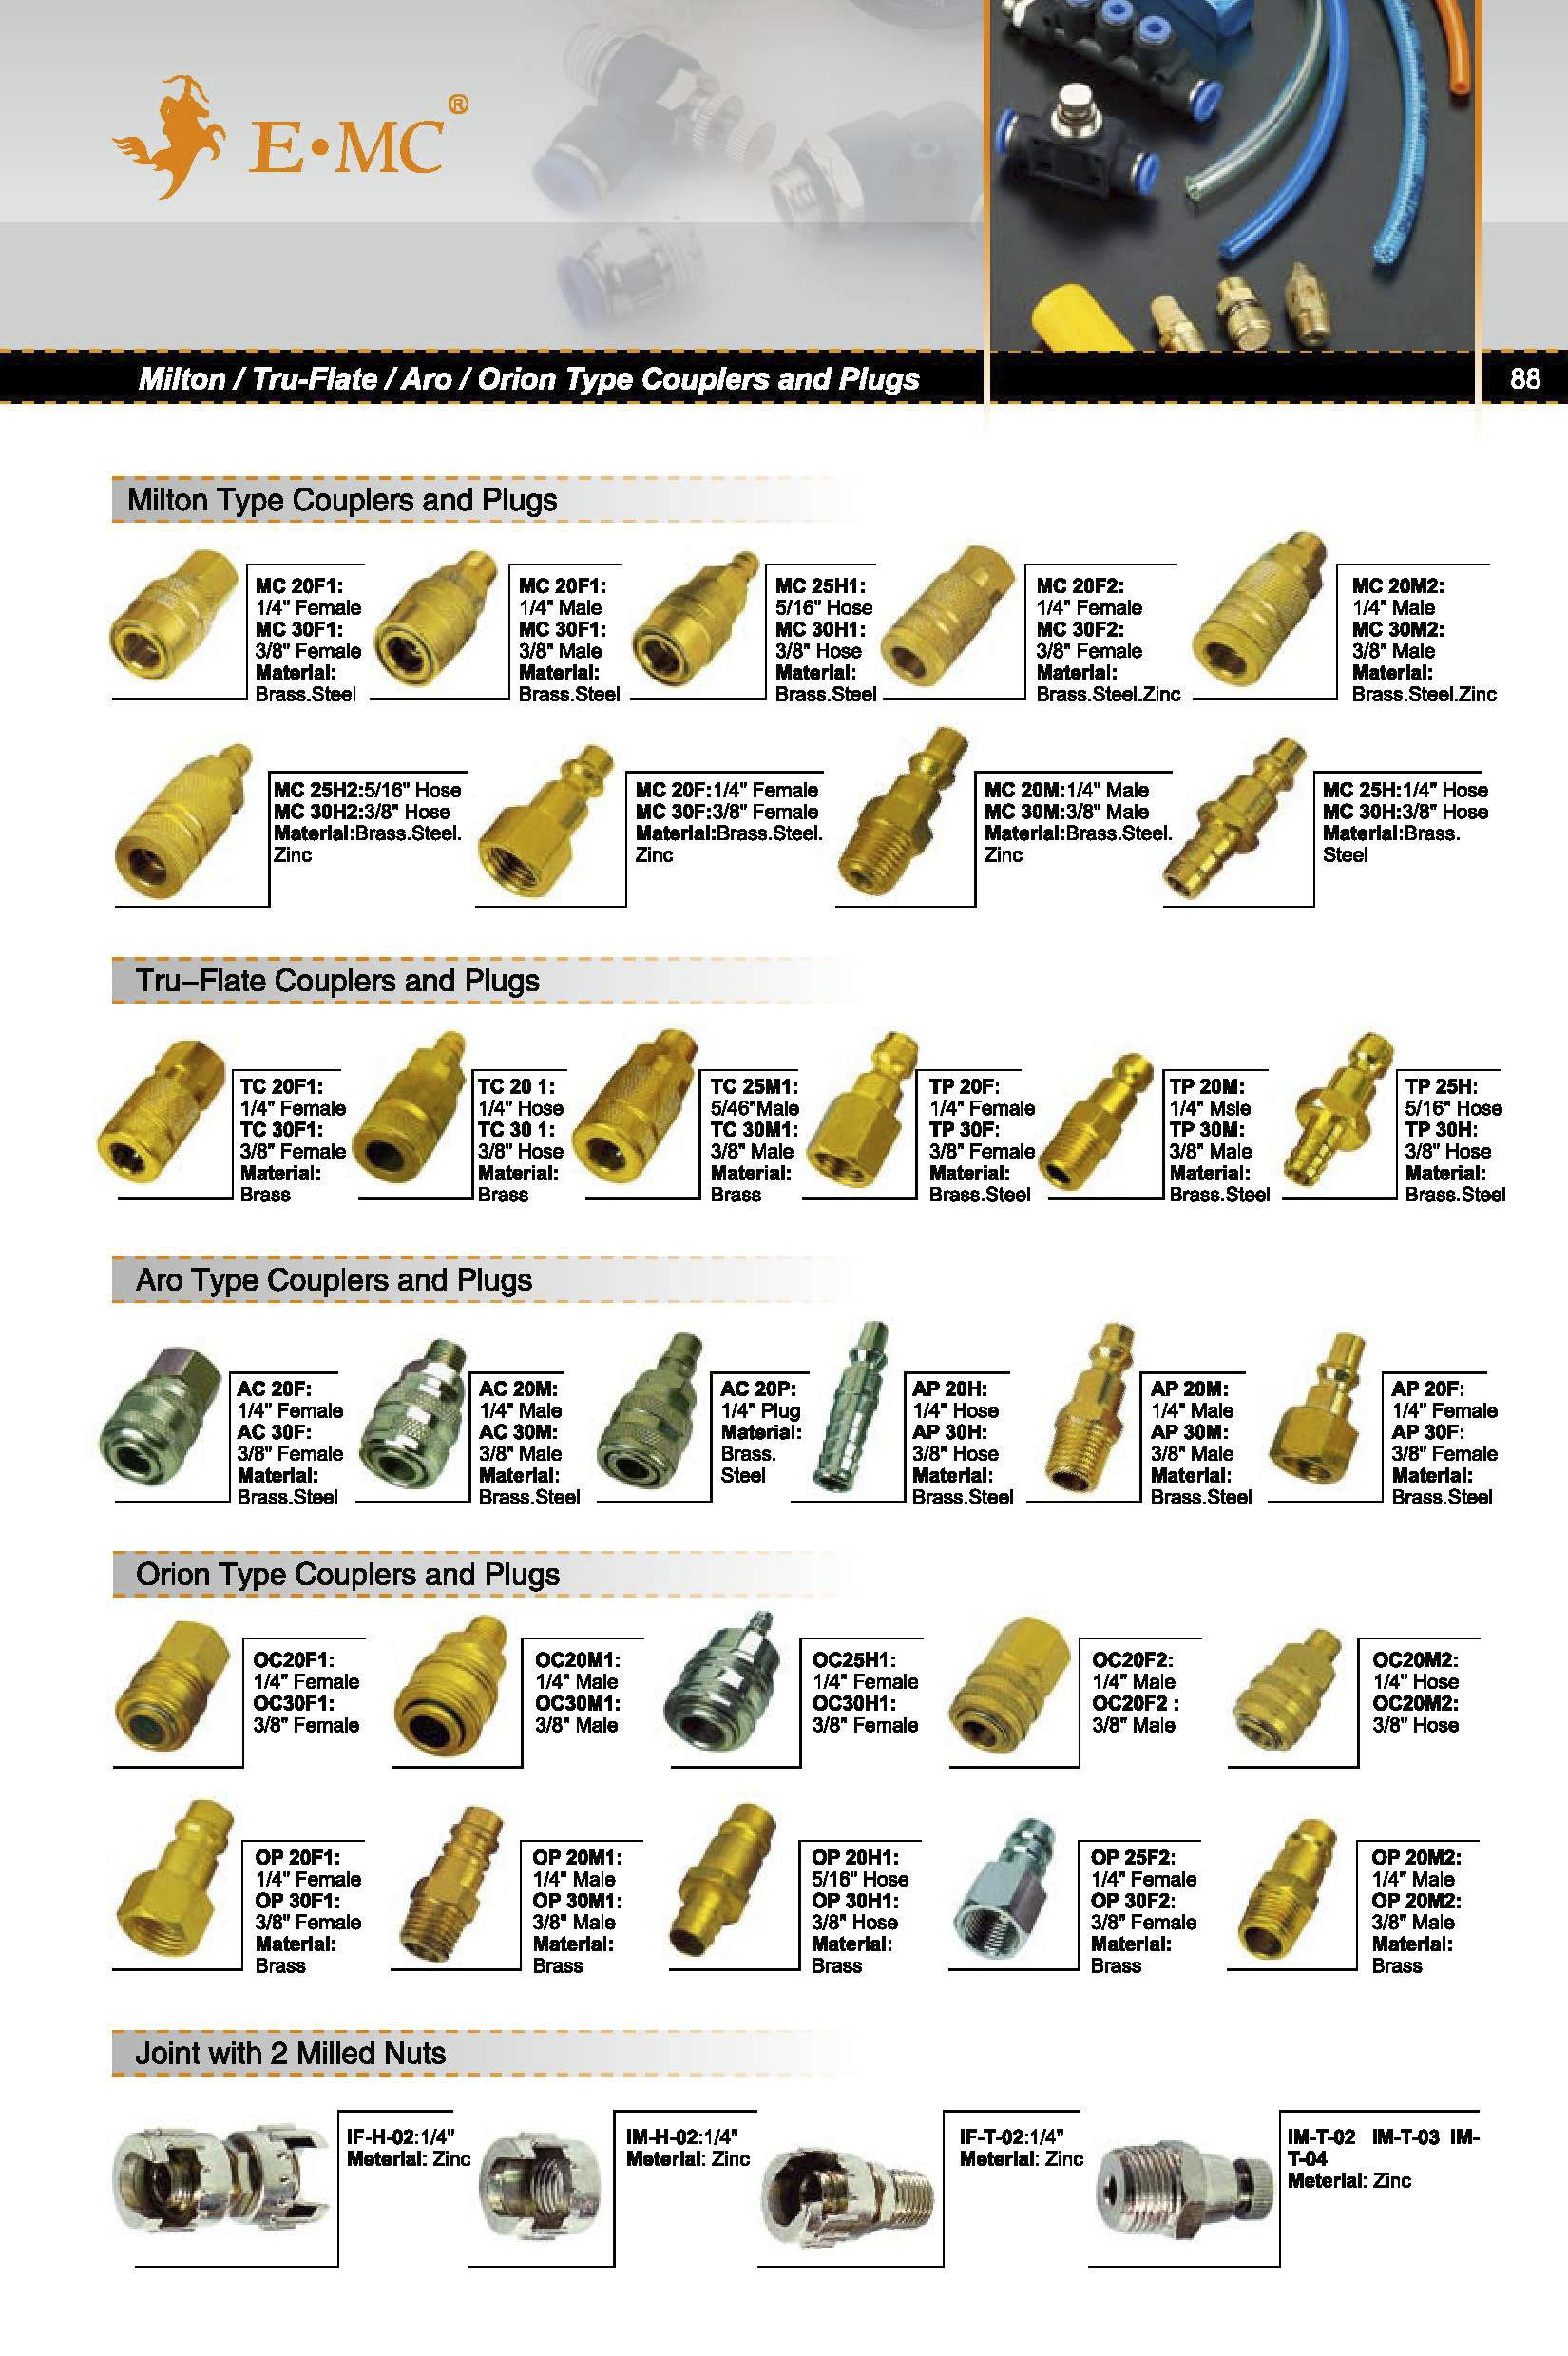 E•MC®
Milton / Tru-Flate / Aro / Orion Type Couplers and Plugs
88
Milton Type Couplers and Plugs
MC 20F1:
1/4" Female
MC 30F1:
3/8" Female
Material:
Brass.Steel
MC 20F1:
1/4" Male
MC 30F1:
3/8" Male
Material:
Brass.Steel
MC 25H1:
5/16" Hose
MC 30H1:
3/8" Hose
Material:
Brass.Steel
MC 20F2:
1/4" Female
MC 30F2:
3/8" Female
Material:
Brass.Steel.Zinc
MC 20M2:
1/4" Male
MC 30M2:
3/8" Male
Material:
Brass.Steel.Zinc
MC 25H2:5/16" Hose
MC 30H2:3/8" Hose
Material:Brass.Steel.
Zinc
MC 20F:1/4" Female
MC 30F:3/8" Female
Material:Brass.Steel.
Zinc
MC 20M:1/4" Male
MC 30M:3/8" Male
Material:Brass.Steel.
Zinc
MC 25H:1/4" Hose
MC 30H:3/8" Hose
Material:Brass.
Steel
Tru–Flate Couplers and Plugs
TC 20F1:
1/4" Female
TC 30F1:
3/8" Female
Material:
Brass
TC 20 1:
1/4" Hose
TC 30 1:
3/8" Hose
Material:
Brass
TC 25M1:
5/46"Male
TC 30M1:
3/8" Male
Material:
Brass
TP 20F:
1/4" Female
TP 30F:
3/8" Female
Material:
Brass.Steel
TP 20M:
1/4" Msle
TP 30M:
3/8" Male
Material:
Brass.Steel
TP 25H:
5/16" Hose
TP 30H:
3/8" Hose
Material:
Brass.Steel
Aro Type Couplers and Plugs
AC 20F:
1/4" Female
AC 30F:
3/8" Female
Material:
Brass.Steel
AC 20M:
1/4" Male
AC 30M:
3/8" Male
Material:
Brass.Steel
AC 20P:
1/4" Plug
Material:
Brass.
Steel
AP 20H:
1/4" Hose
AP 30H:
3/8" Hose
Material:
Brass.Steel
AP 20M:
1/4" Male
AP 30M:
3/8" Male
Material:
Brass.Steel
AP 20F:
1/4" Female
AP 30F:
3/8" Female
Material:
Brass.Steel
Orion Type Couplers and Plugs
OC20F1:
1/4" Female
OC30F1:
3/8" Female
OC20M1:
1/4" Male
OC30M1:
3/8" Male
OC25H1:
1/4" Female
OC30H1:
3/8" Female
OC20F2:
1/4" Male
OC20F2 :
3/8" Male
OC20M2:
1/4" Hose
OC20M2:
3/8" Hose
OP 20F1:
1/4" Female
OP 30F1:
3/8" Female
Material:
Brass
OP 20M1:
1/4" Male
OP 30M1:
3/8" Male
Material:
Brass
OP 20H1:
5/16" Hose
OP 30H1:
3/8" Hose
Material:
Brass
OP 25F2:
1/4" Female
OP 30F2:
3/8" Female
Material:
Brass
OP 20M2:
1/4" Male
OP 20M2:
3/8" Male
Material:
Brass
Joint with 2 Milled Nuts
IF-H-02:1/4"
Meterial: Zinc
IM-H-02:1/4"
Meterial: Zinc
IF-T-02:1/4"
Meterial: Zinc
IM-T-02 IM-T-03 IM-
T-04
Meterial: Zinc